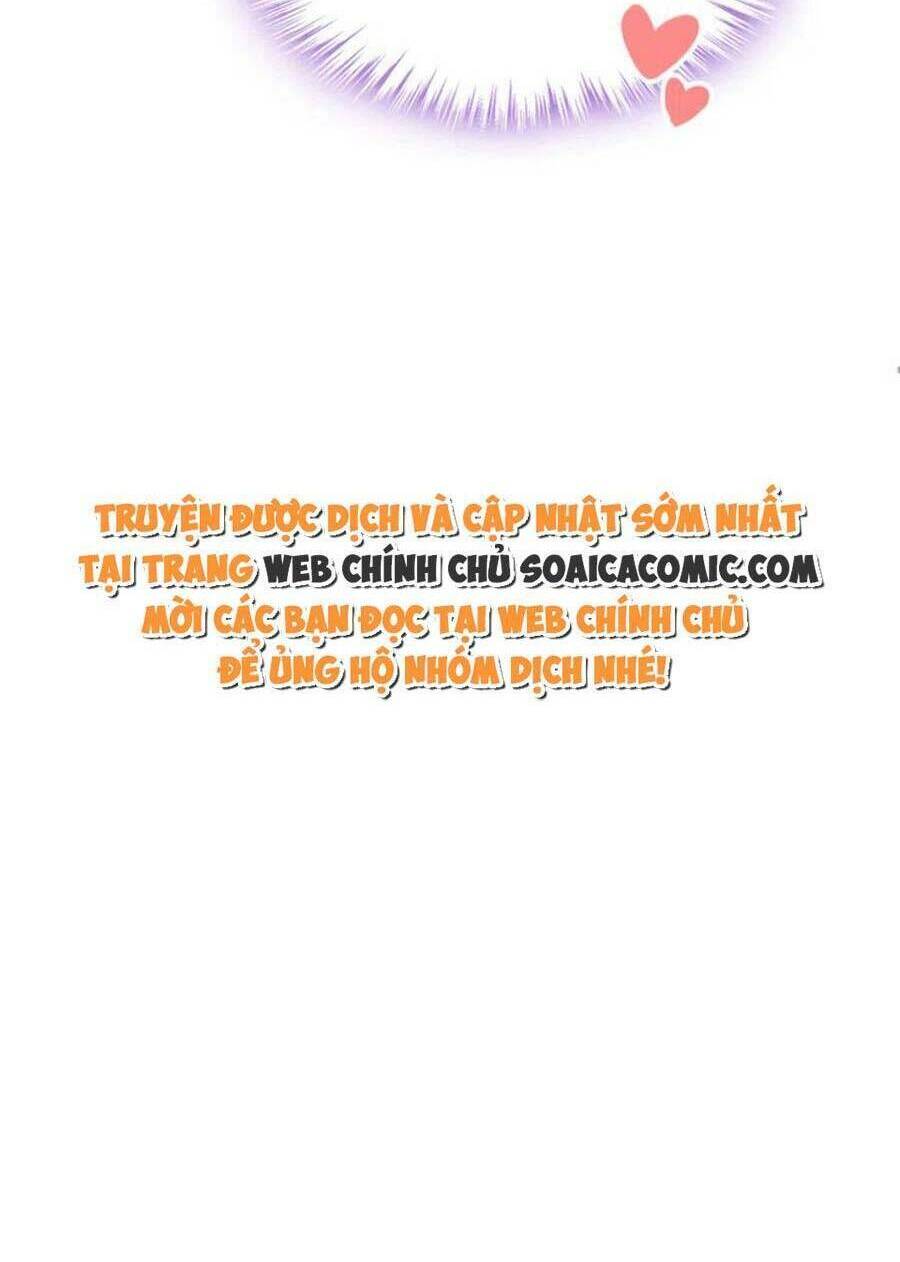 TRUYỆN ĐƯỢC DỊCH VÀ CẬP NHẬT SỚM NHẤT
TẠI TRANG WEB CHÍNH CHỦ SOAICACOMIC.COM
MỜI CÁC BẠN ĐỌC TẠI WEB CHÍNH CHỦ
ĐỂ ỦNG HỘ NHÓM DỊCH NHÉ!